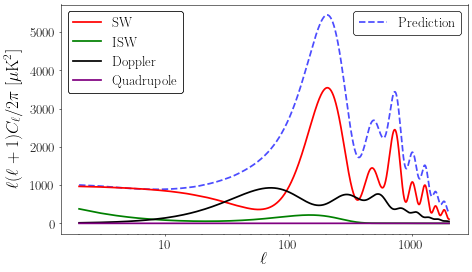 SW
ISW
Doppler
Quadrupole
Prediction
ℓ(ℓ + 1)Cℓ/2π [μK²]
5000
4000
3000
2000
1000
0
10
100
1000
ℓ